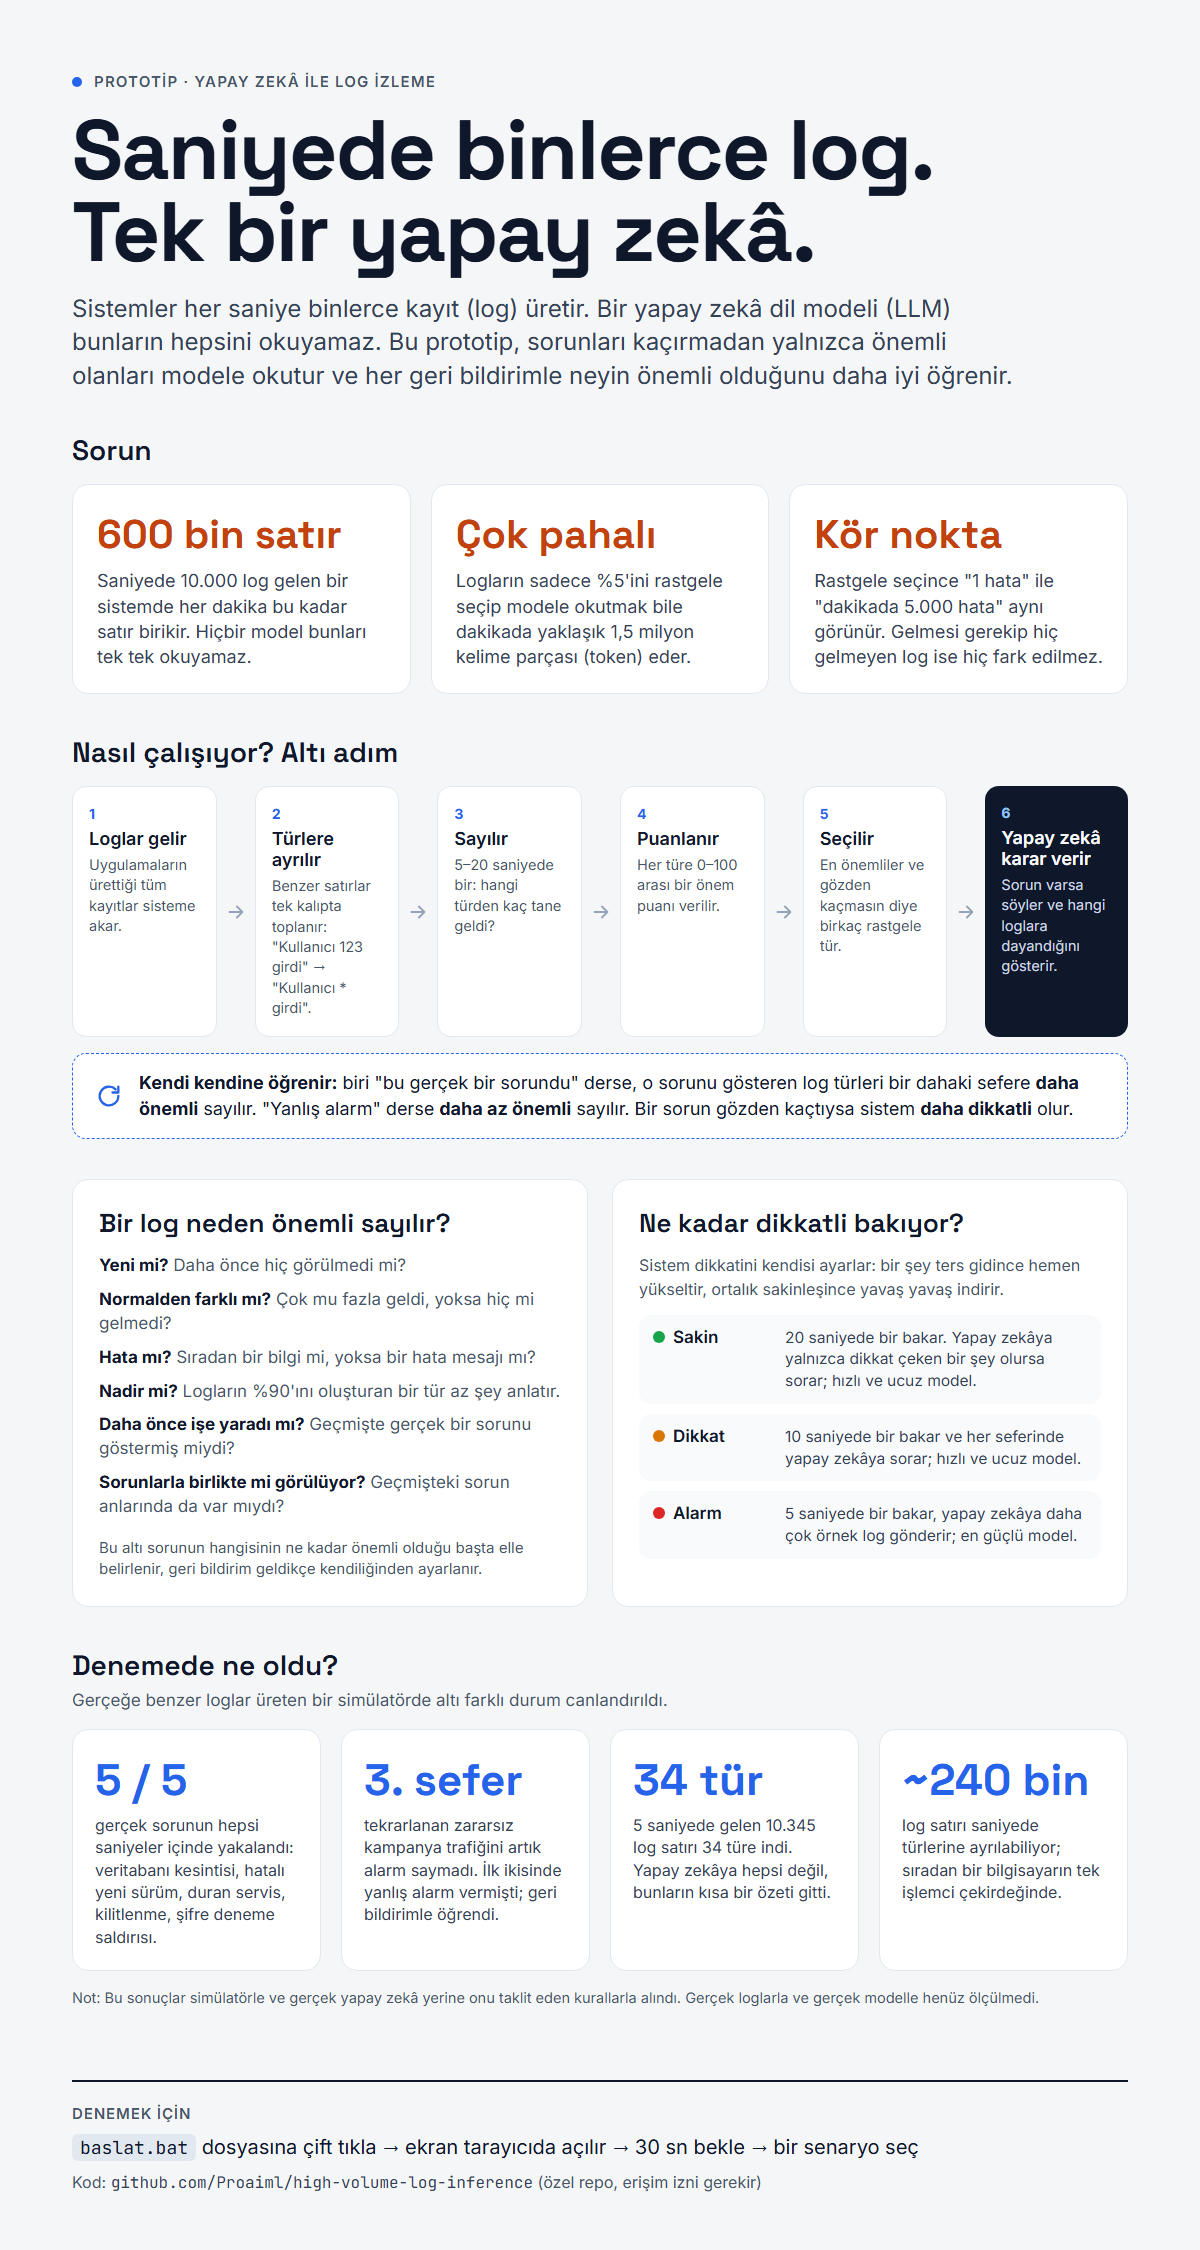 PROTOTİP · YAPAY ZEKÂ İLE LOG İZLEME
Saniyede binlerce log.
Tek bir yapay zekâ.
Sistemler her saniye binlerce kayıt (log) üretir. Bir yapay zekâ dil modeli (LLM)
bunların hepsini okuyamaz. Bu prototip, sorunları kaçırmadan yalnızca önemli
olanları modele okutur ve her geri bildirimle neyin önemli olduğunu daha iyi öğrenir.
Sorun
600 bin satır
Saniyede 10.000 log gelen bir
sistemde her dakika bu kadar
satır birikir. Hiçbir model bunları
tek tek okuyamaz.
Çok pahalı
Logların sadece %5'ini rastgele
seçip modele okutmak bile
dakikada yaklaşık 1,5 milyon
kelime parçası (token) eder.
Kör nokta
Rastgele seçince "1 hata" ile
"dakikada 5.000 hata" aynı
görünür. Gelmesi gerekip hiç
gelmeyen log ise hiç fark edilmez.
Nasıl çalışıyor? Altı adım
1
Loglar gelir
Uygulamaların
ürettiği tüm
kayıtlar sisteme
akar.
→
2
Türlere
ayrılır
Benzer satırlar
tek kalıpta
toplanır:
"Kullanıcı 123
girdi" →
"Kullanıcı *
girdi".
→
3
Sayılır
5–20 saniyede
bir: hangi
türden kaç tane
geldi?
→
4
Puanlanır
Her türe 0–100
arası bir önem
puanı verilir.
→
5
Seçilir
En önemliler ve
gözden
kaçmasın diye
birkaç rastgele
tür.
→
6
Yapay zekâ
karar verir
Sorun varsa
söyler ve hangi
loglara
dayandığını
gösterir.
Kendi kendine öğrenir: biri "bu gerçek bir sorundu" derse, o sorunu gösteren log türleri bir dahaki sefere daha
önemli sayılır. "Yanlış alarm" derse daha az önemli sayılır. Bir sorun gözden kaçtıysa sistem daha dikkatli olur.
Bir log neden önemli sayılır?
Yeni mi? Daha önce hiç görülmedi mi?
Normalden farklı mı? Çok mu fazla geldi, yoksa hiç mi
gelmedi?
Hata mı? Sıradan bir bilgi mi, yoksa bir hata mesajı mı?
Nadir mi? Logların %90'ını oluşturan bir tür az şey anlatır.
Daha önce işe yaradı mı? Geçmişte gerçek bir sorunu
göstermiş miydi?
Sorunlarla birlikte mi görülüyor? Geçmişteki sorun
anlarında da var mıydı?
Bu altı sorunun hangisinin ne kadar önemli olduğu başta elle
belirlenir, geri bildirim geldikçe kendiliğinden ayarlanır.
Ne kadar dikkatli bakıyor?
Sistem dikkatini kendisi ayarlar: bir şey ters gidince hemen
yükseltir, ortalık sakinleşince yavaş yavaş indirir.
Sakin
20 saniyede bir bakar. Yapay zekâya
yalnızca dikkat çeken bir şey olursa
sorar; hızlı ve ucuz model.
Dikkat
10 saniyede bir bakar ve her seferinde
yapay zekâya sorar; hızlı ve ucuz model.
Alarm
5 saniyede bir bakar, yapay zekâya daha
çok örnek log gönderir; en güçlü model.
Denemede ne oldu?
Gerçeğe benzer loglar üreten bir simülatörde altı farklı durum canlandırıldı.
5 / 5
gerçek sorunun hepsi
saniyeler içinde yakalandı:
veritabanı kesintisi, hatalı
yeni sürüm, duran servis,
kilitlenme, şifre deneme
saldırısı.
3. sefer
tekrarlanan zararsız
kampanya trafiğini artık
alarm saymadı. İlk ikisinde
yanlış alarm vermişti; geri
bildirimle öğrendi.
34 tür
5 saniyede gelen 10.345
log satırı 34 türe indi.
Yapay zekâya hepsi değil,
bunların kısa bir özeti gitti.
~240 bin
log satırı saniyede
türlerine ayrılabiliyor;
sıradan bir bilgisayarın tek
işlemci çekirdeğinde.
Not: Bu sonuçlar simülatörle ve gerçek yapay zekâ yerine onu taklit eden kurallarla alındı. Gerçek loglarla ve gerçek modelle henüz ölçülmedi.
DENEMEK İÇİN
baslat.bat dosyasına çift tıkla → ekran tarayıcıda açılır → 30 sn bekle → bir senaryo seç
Kod: github.com/Proaiml/high-volume-log-inference (özel repo, erişim izni gerekir)